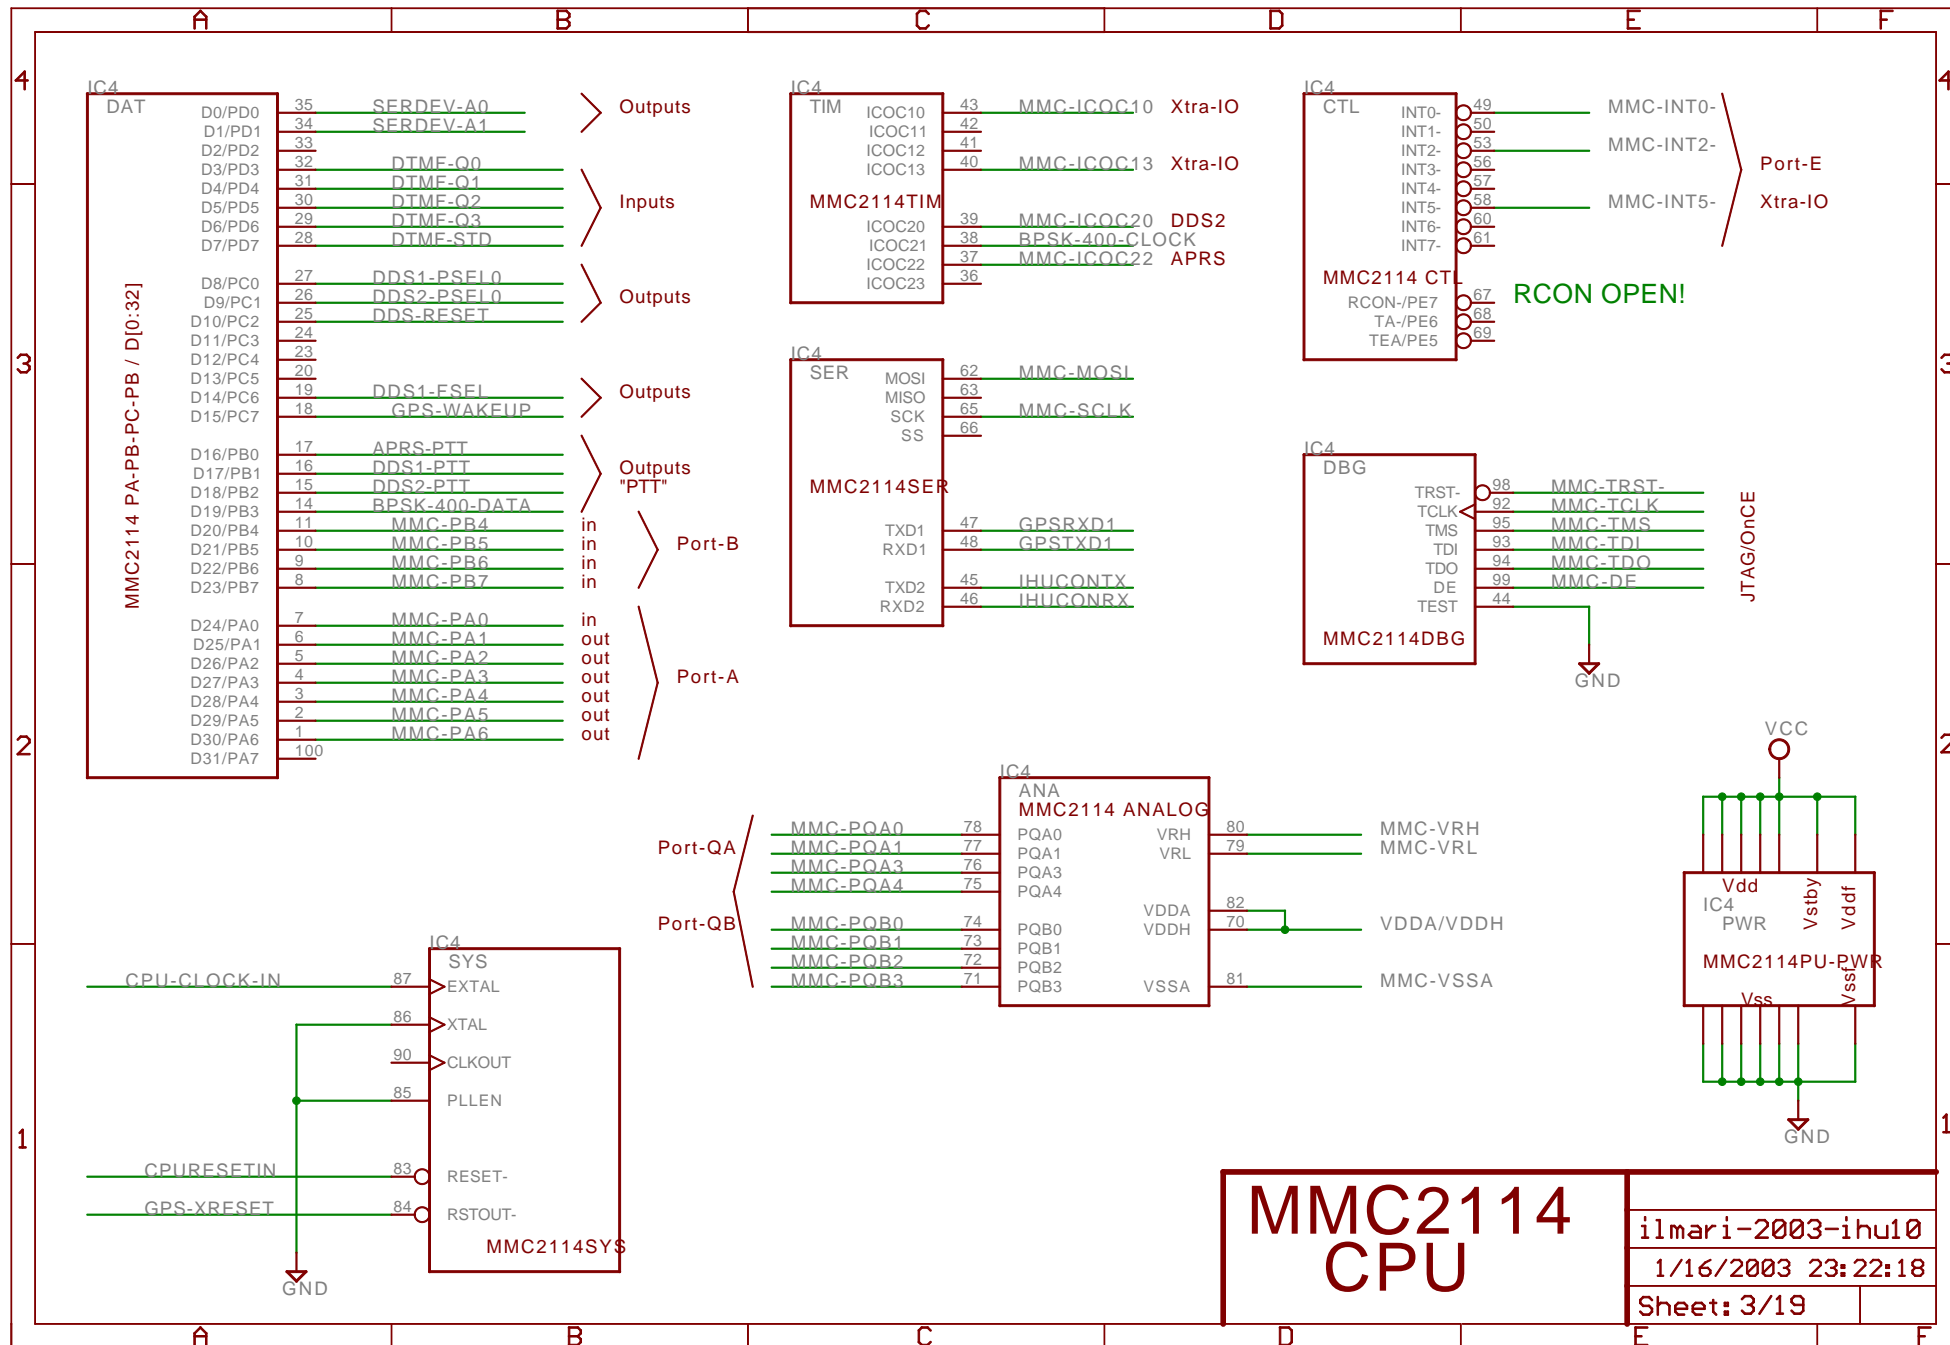 A B C D E F
4
IC4
DAT
MMC2114 PA-PB-PC-PB / D[0:32]
D0/PD0 35 SERDEV-A0
D1/PD1 34 SERDEV-A1
Outputs
D2/PD2 33
D3/PD3 32 DTMF-Q0
D4/PD4 31 DTMF-Q1
D5/PD5 30 DTMF-Q2
D6/PD6 29 DTMF-Q3
D7/PD7 28 DTMF-STD
Inputs
D8/PC0 27 DDS1-PSEL0
D9/PC1 26 DDS2-PSEL0
D10/PC2 25 DDS-RESET
Outputs
D11/PC3 24
D12/PC4 23
D13/PC5 20
D14/PC6 19 DDS1-FSEL
D15/PC7 18 GPS-WAKEUP
Outputs
D16/PB0 17 APRS-PTT
D17/PB1 16 DDS1-PTT
D18/PB2 15 DDS2-PTT
D19/PB3 14 BPSK-400-DATA
Outputs
"PTT"
D20/PB4 11 MMC-PB4 in
D21/PB5 10 MMC-PB5 in
D22/PB6 9 MMC-PB6 in
D23/PB7 8 MMC-PB7 in
Port-B
D24/PA0 7 MMC-PA0 in
D25/PA1 6 MMC-PA1 out
D26/PA2 5 MMC-PA2 out
D27/PA3 4 MMC-PA3 out
D28/PA4 3 MMC-PA4 out
D29/PA5 2 MMC-PA5 out
D30/PA6 1 MMC-PA6 out
D31/PA7 100
Port-A
IC4
TIM
ICOC10 43 MMC-ICOC10 Xtra-IO
ICOC11 42
ICOC12 41
ICOC13 40 MMC-ICOC13 Xtra-IO
MMC2114TIM
ICOC20 39 MMC-ICOC20 DDS2
ICOC21 38 BPSK-400-CLOCK
ICOC22 37 MMC-ICOC22 APRS
ICOC23 36
IC4
SER
MOSI 62 MMC-MOSI
MISO 63
SCK 65 MMC-SCLK
SS 66
MMC2114SER
TXD1 47 GPSRXD1
RXD1 48 GPSTXD1
TXD2 45 IHUCONTX
RXD2 46 IHUCONRX
IC4
CTL
INT0- 49 MMC-INT0-
INT1- 50
INT2- 53 MMC-INT2-
INT3- 56
INT4- 57
INT5- 58 MMC-INT5-
INT6- 60
INT7- 61
Port-E
Xtra-IO
MMC2114 CTL
RCON-/PE7 67
TA-/PE6 68
TEA/PE5 69
RCON OPEN!
3
IC4
DBG
TRST- 98 MMC-TRST-
TCLK 92 MMC-TCLK
TMS 95 MMC-TMS
TDI 93 MMC-TDI
TDO 94 MMC-TDO
DE 99 MMC-DE
TEST 44
JTAG/OnCE
MMC2114DBG
GND
2
IC4
ANA
MMC2114 ANALOG
Port-QA
MMC-PQA0 78 PQA0
MMC-PQA1 77 PQA1
MMC-PQA3 76 PQA3
MMC-PQA4 75 PQA4
Port-QB
MMC-PQB0 74 PQB0
MMC-PQB1 73 PQB1
MMC-PQB2 72 PQB2
MMC-PQB3 71 PQB3
VRH 80 MMC-VRH
VRL 79 MMC-VRL
VDDA 82
VDDH 70 VDDA/VDDH
VSSA 81 MMC-VSSA
VCC
Vdd Vstby Vddf
IC4
PWR
MMC2114PU-PWR
Vss Vssf
GND
IC4
SYS
CPU-CLOCK-IN 87 EXTAL
86 XTAL
90 CLKOUT
85 PLLEN
CPURESETIN 83 RESET-
GPS-XRESET 84 RSTOUT-
MMC2114SYS
GND
1
MMC2114
CPU
ilmari-2003-ihu10
1/16/2003 23:22:18
Sheet: 3/19
A B C D E F
4
3
2
1